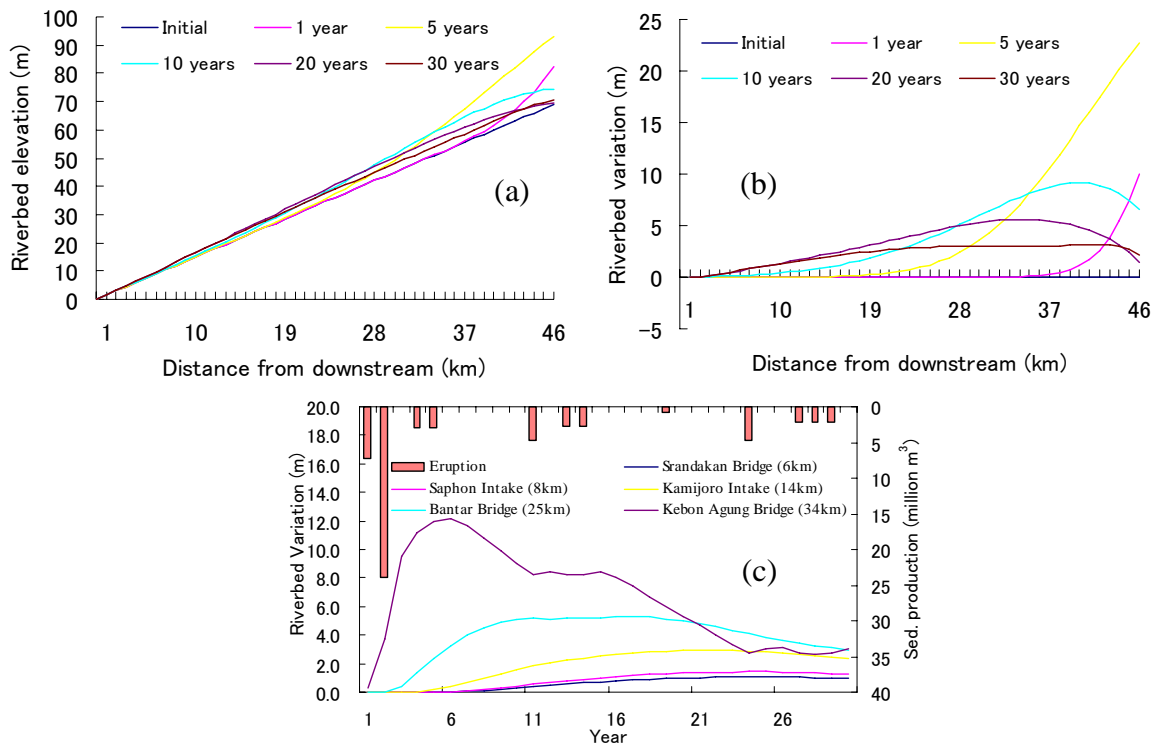 Riverbed elevation (m)
100
90
80
70
60
50
40
30
20
10
0
Initial
1 year
5 years
10 years
20 years
30 years
(a)
1
10
19
28
37
46
Distance from downstream (km)
Riverbed variation (m)
25
20
15
10
5
0
-5
Initial
1 year
5 years
10 years
20 years
30 years
(b)
1
10
19
28
37
46
Distance from downstream (km)
Riverbed Variation (m)
20.0
18.0
16.0
14.0
12.0
10.0
8.0
6.0
4.0
2.0
0.0
Eruption
Srandakan Bridge (6km)
Saphon Intake (8km)
Kamijoro Intake (14km)
Bantar Bridge (25km)
Kebon Agung Bridge (34km)
(c)
0
5
10
15
20
25
30
35
40
Sed. production (million m³)
1
6
11
16
21
26
Year